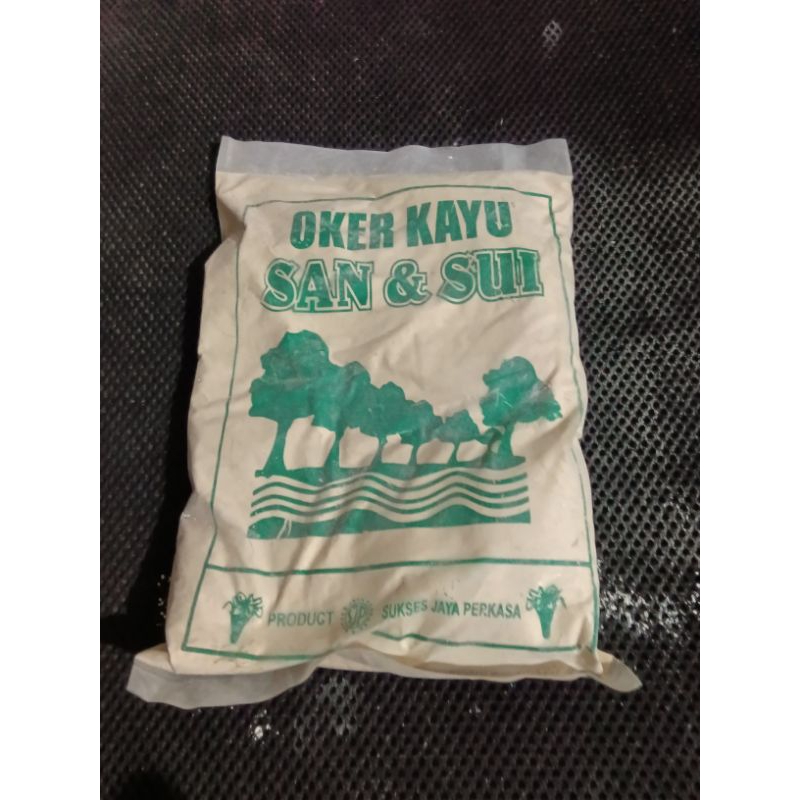 OKER KAYU
SAN & SUI
PRODUCT SUKSES JAYA PERKASA